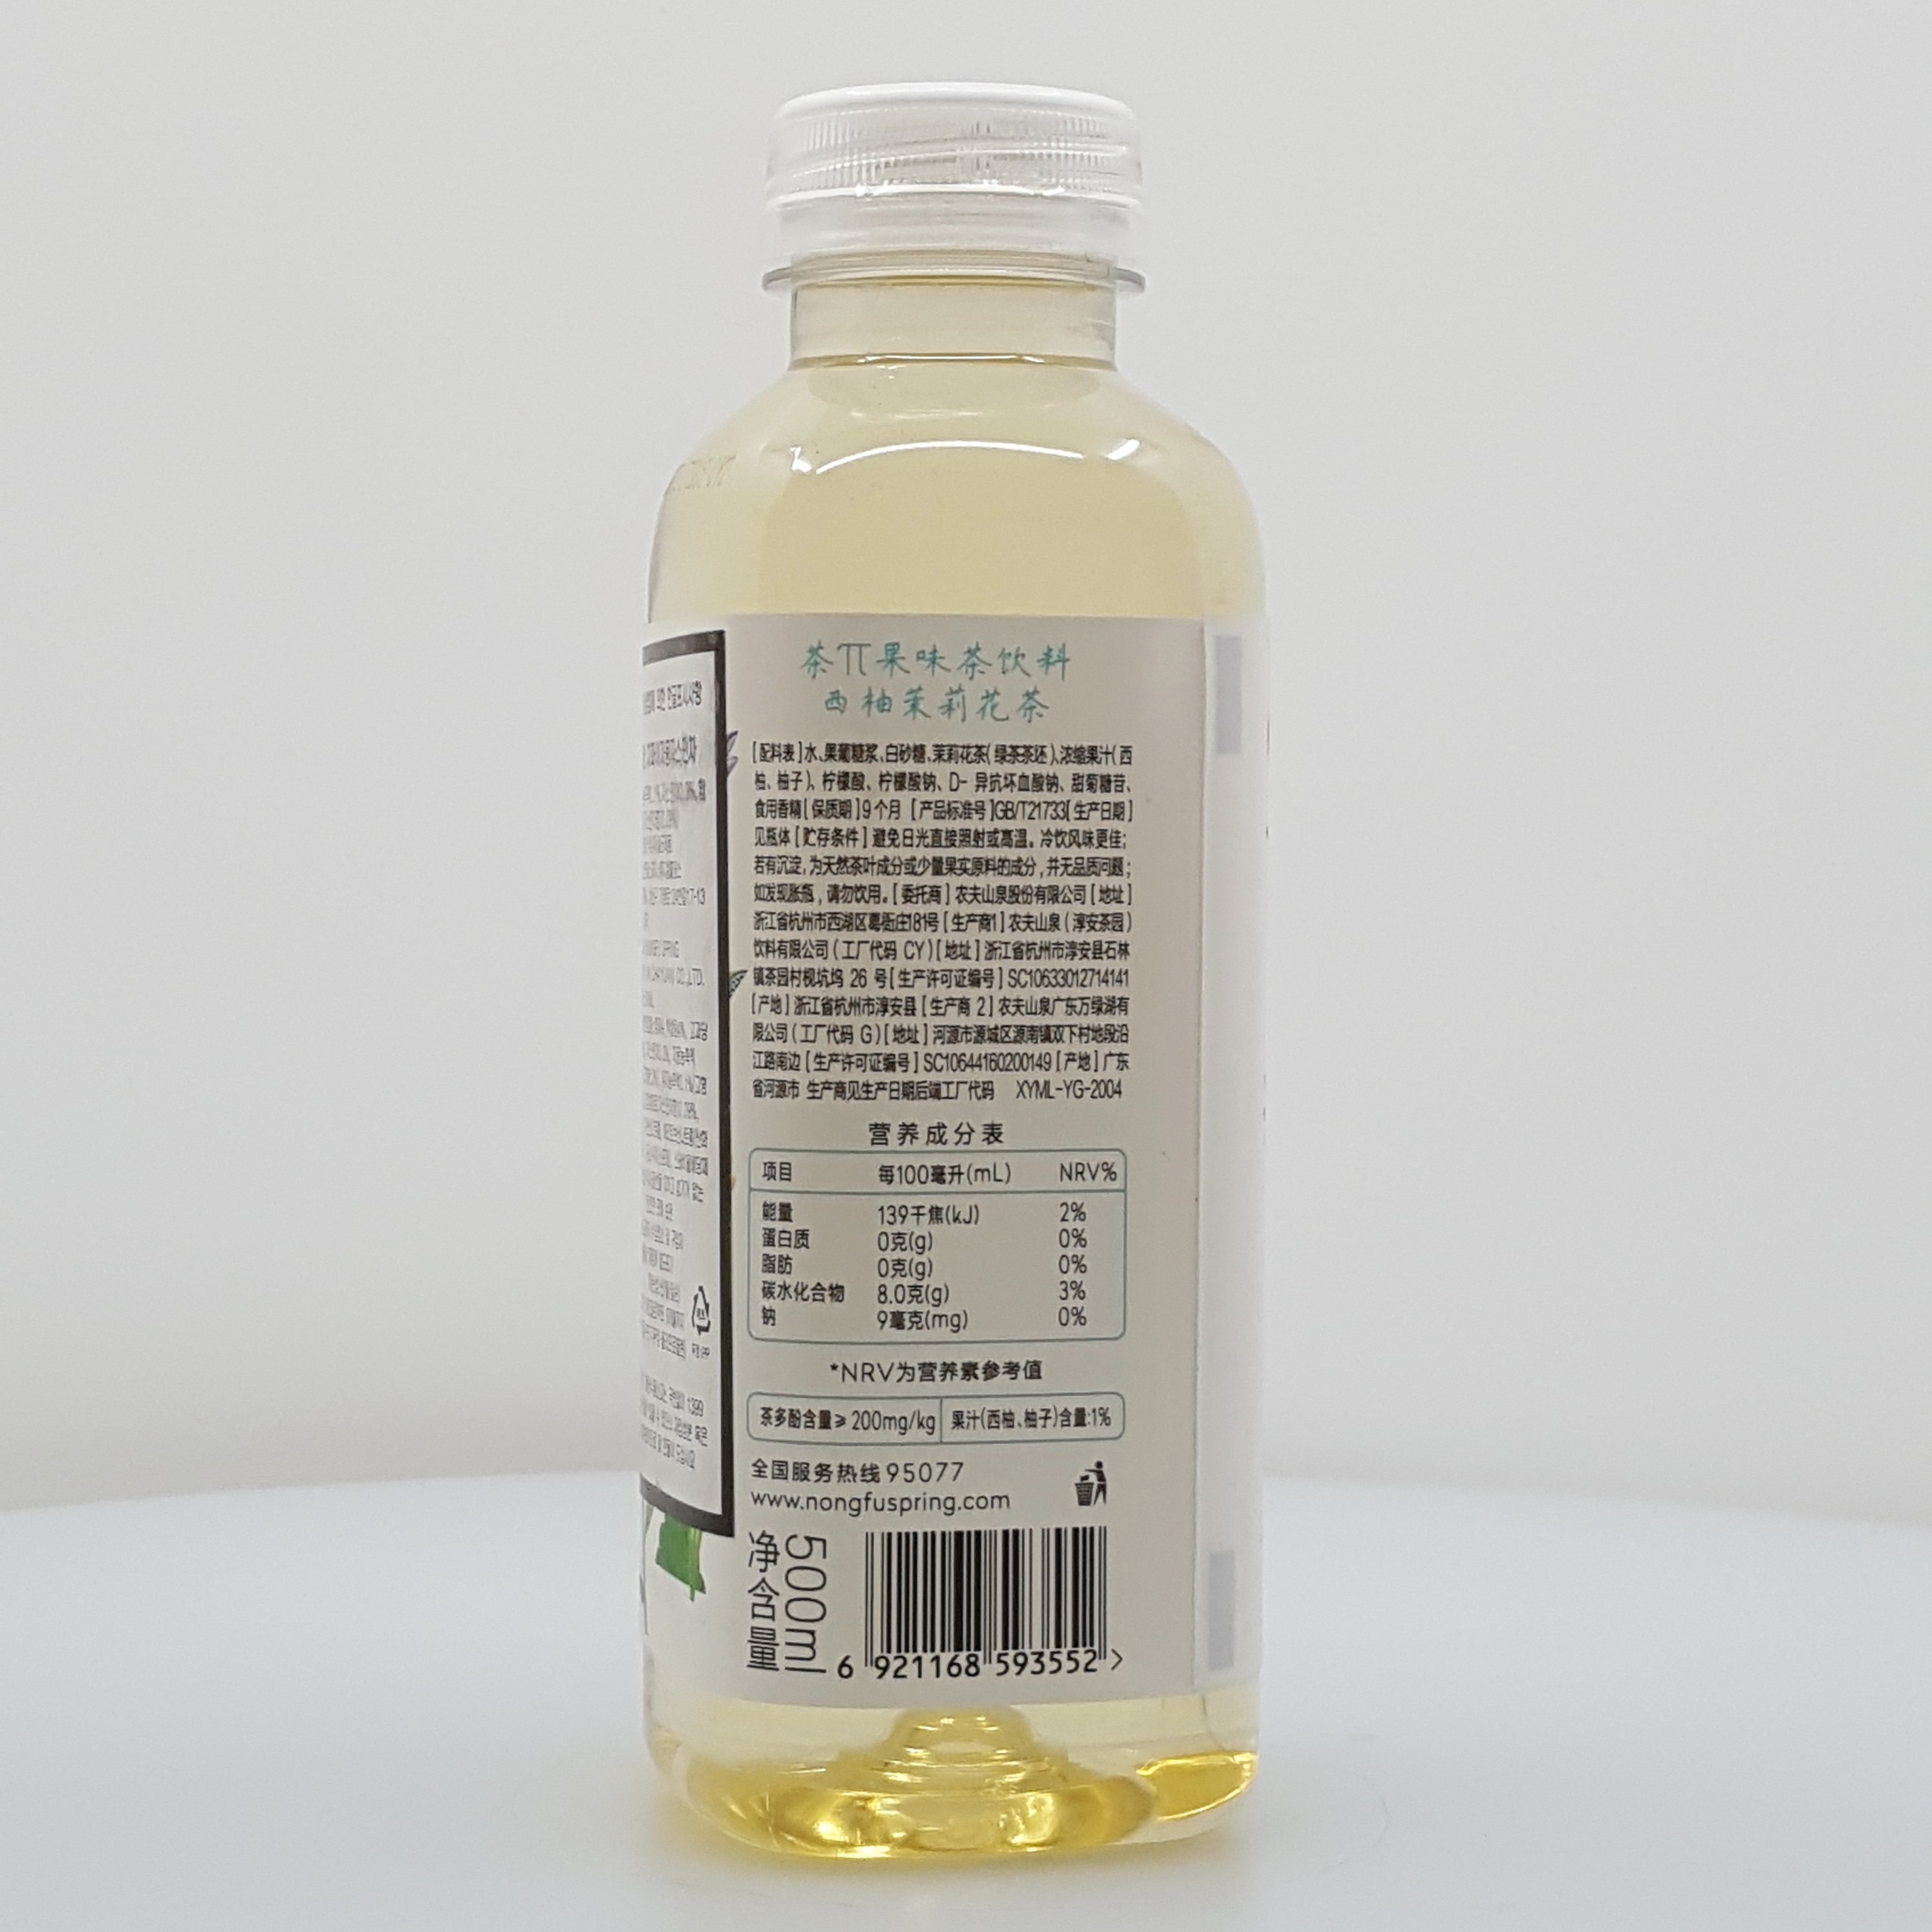 茶π果味茶饮料
西柚茉莉花茶
[配料表]水、果葡糖浆、白砂糖、茉莉花茶(绿茶茶坯)、浓缩果汁(西
柚、柚子)、柠檬酸、柠檬酸钠、D-异抗坏血酸钠、甜菊糖苷、
食用香精[保质期]9个月 [产品标准号]GB/T21733[生产日期]
见瓶体[贮存条件]避免日光直接照射或高温。冷饮风味更佳;
若有沉淀,为天然茶叶成分或少量果实原料的成分,并无品质问题;
如发现胀瓶,请勿饮用。[委托商]农夫山泉股份有限公司[地址]
浙江省杭州市西湖区葛衙庄181号[生产商1]农夫山泉(淳安茶园)
饮料有限公司(工厂代码 CY)[地址]浙江省杭州市淳安县石林
镇茶园村枧坑坞 26 号[生产许可证编号]SC10633012714141
[产地]浙江省杭州市淳安县[生产商 2]农夫山泉广东万绿湖有
限公司(工厂代码 G)[地址]河源市源城区源南镇双下村地段沿
江路南边[生产许可证编号]SC10644160200149[产地]广东
省河源市 生产商见生产日期后端工厂代码 XYML-YG-2004
营养成分表
项目 每100毫升(mL) NRV%
能量 139千焦(kJ) 2%
蛋白质 0克(g) 0%
脂肪 0克(g) 0%
碳水化合物 8.0克(g) 3%
钠 9毫克(mg) 0%
*NRV为营养素参考值
茶多酚含量≥200mg/kg 果汁(西柚、柚子)含量:1%
全国服务热线95077
www.nongfuspring.com
净含量 500ml
6 921168 593552 >
17-13
CO.,LTD.
1399